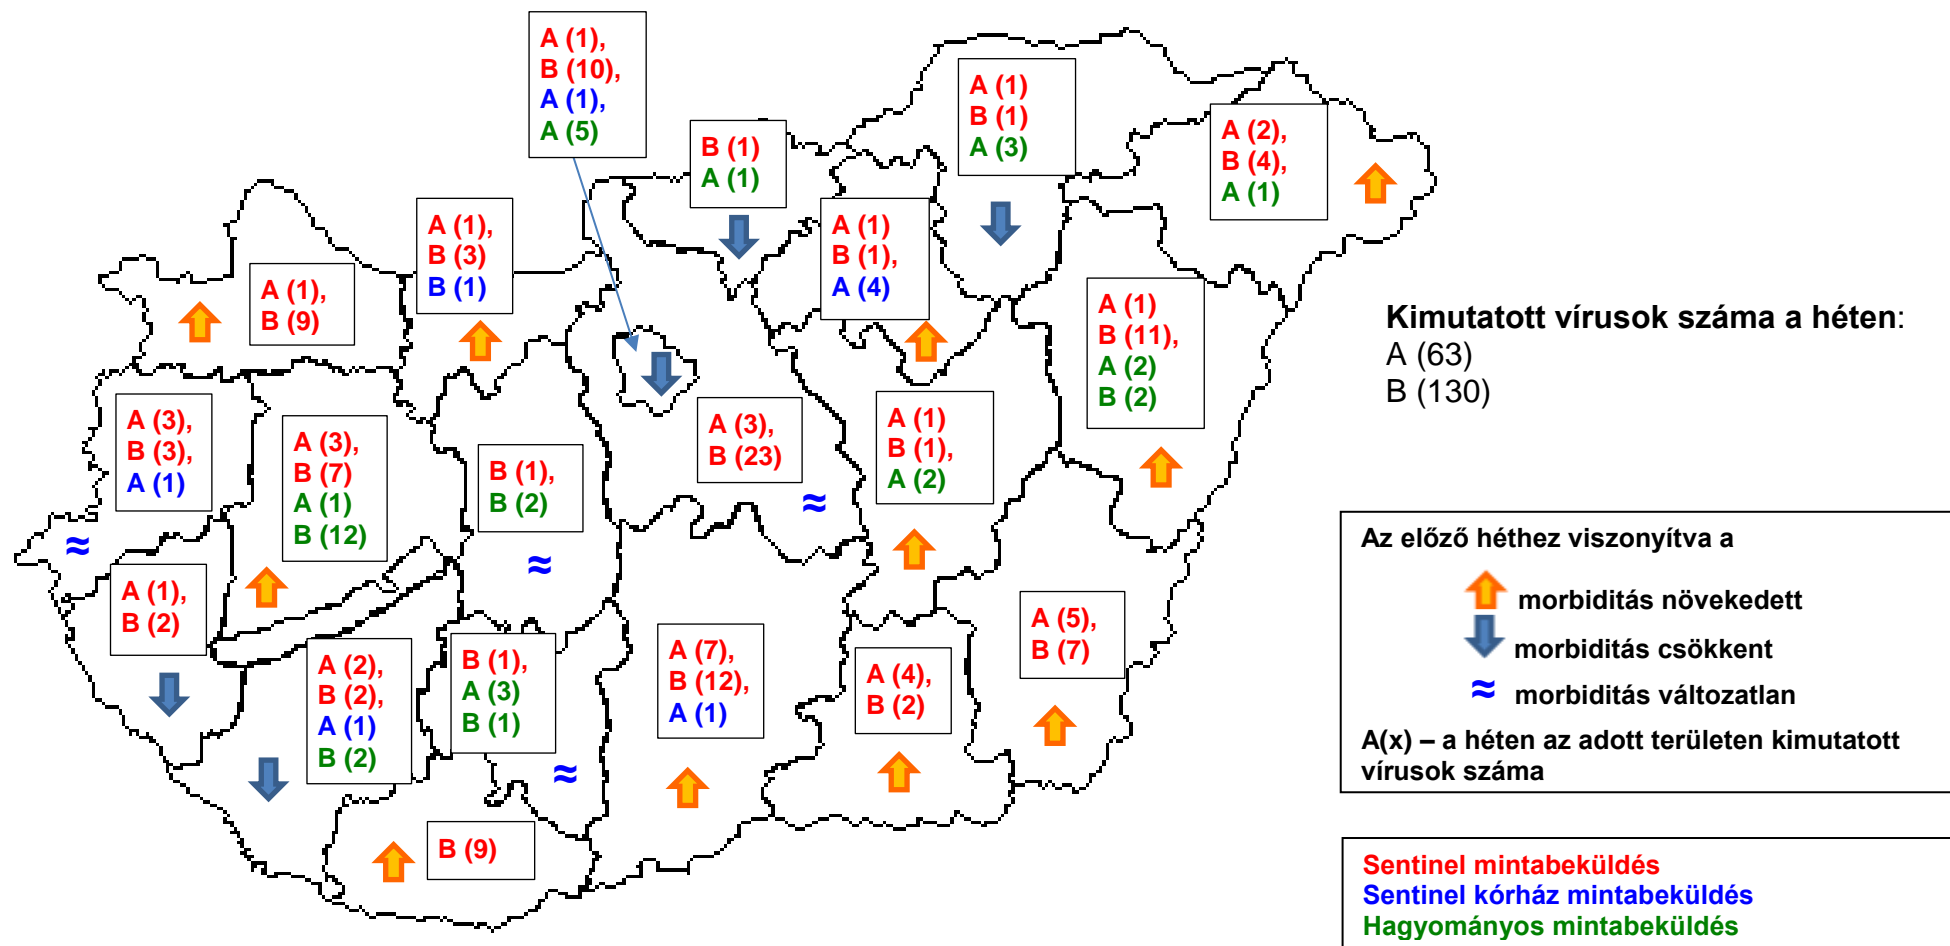 A (1),
B (10),
A (1),
A (5)
B (1)
A (1)
A (1)
B (1)
A (3)
A (2),
B (4),
A (1)
A (1),
B (9)
A (1),
B (3)
B (1)
A (1)
B (1),
A (4)
A (1)
B (11),
A (2)
B (2)
Kimutatott vírusok száma a héten:
A (63)
B (130)
A (3),
B (3),
A (1)
≈
A (3),
B (7)
A (1)
B (12)
B (1),
B (2)
≈
A (3),
B (23)
≈
A (1)
B (1),
A (2)
A (1),
B (2)
A (2),
B (2),
A (1)
B (2)
B (1),
A (3)
B (1)
≈
A (7),
B (12),
A (1)
A (4),
B (2)
A (5),
B (7)
B (9)
Az előző héthez viszonyítva a
morbiditás növekedett
morbiditás csökkent
≈ morbiditás változatlan
A(x) – a héten az adott területen kimutatott
vírusok száma
Sentinel mintabeküldés
Sentinel kórház mintabeküldés
Hagyományos mintabeküldés